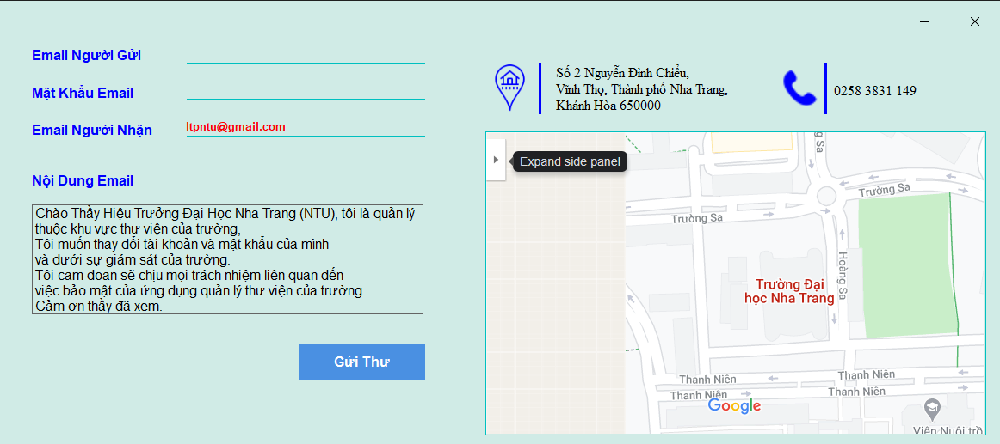 Email Người Gửi
Mật Khẩu Email
Email Người Nhận
ltpntu@gmail.com
Nội Dung Email
Chào Thầy Hiệu Trưởng Đại Học Nha Trang (NTU), tôi là quản lý
thuộc khu vực thư viện của trường,
Tôi muốn thay đổi tài khoản và mật khẩu của mình
và dưới sự giám sát của trường.
Tôi cam đoan sẽ chịu mọi trách nhiệm liên quan đến
việc bảo mật của ứng dụng quản lý thư viện của trường.
Cảm ơn thầy đã xem.
Gửi Thư
Số 2 Nguyễn Đình Chiểu,
Vĩnh Thọ, Thành phố Nha Trang,
Khánh Hòa 650000
0258 3831 149
Expand side panel
Sa
Trường Sa
Trường Sa
Hoàng Sa
Trường Đại
học Nha Trang
Thanh Niên
Thanh Niên
Thanh Niên
Thanh Niên
Google
Viện Nuôi trồ